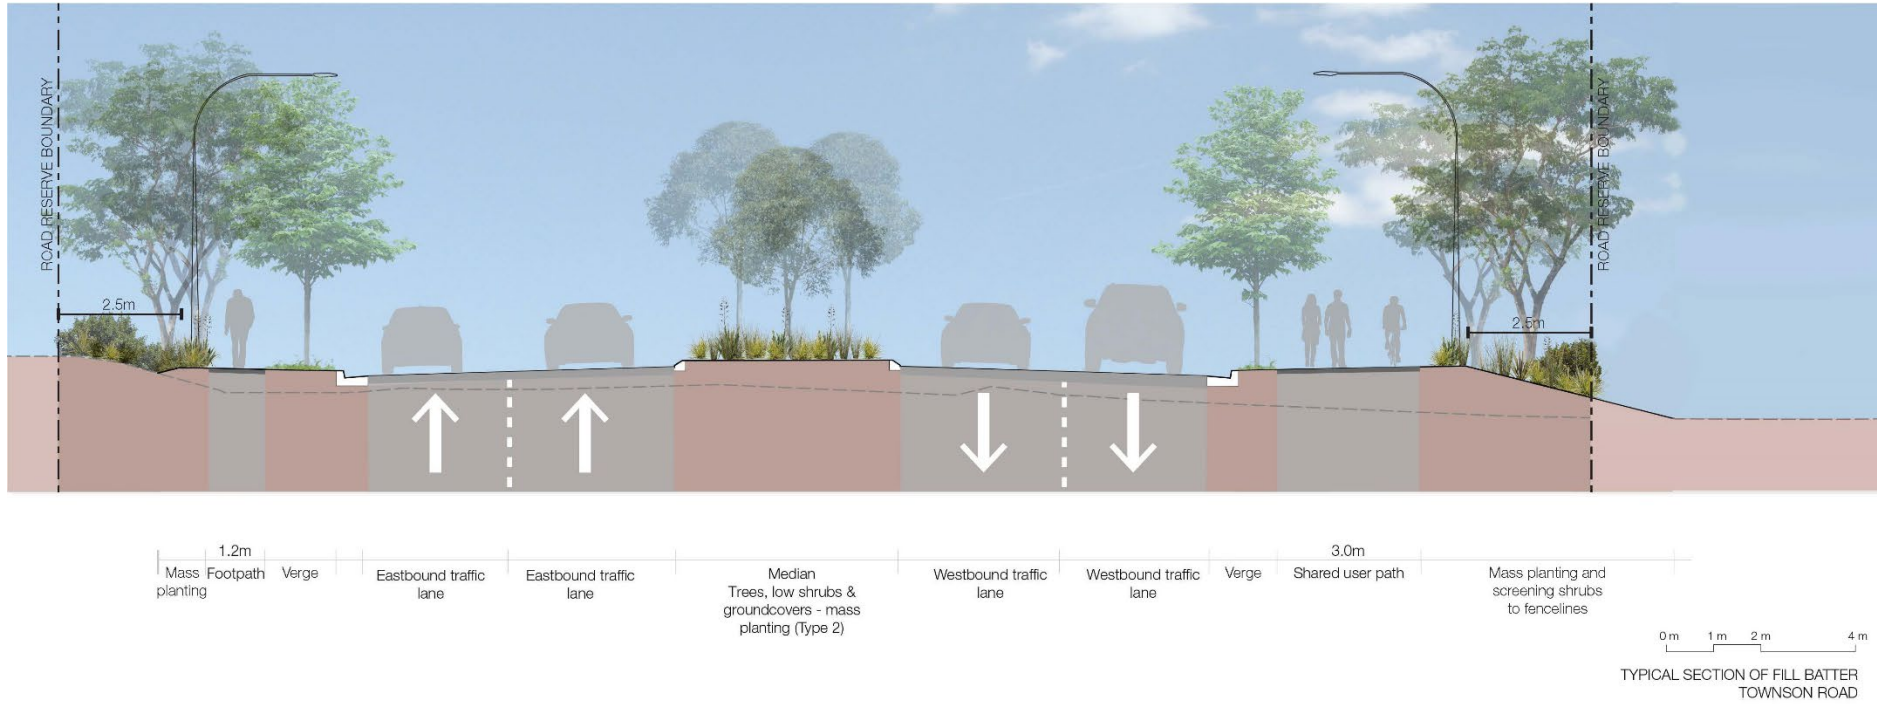 ROAD RESERVE BOUNDARY
2.5m
ROAD RESERVE BOUNDARY
2.5m
1.2m
3.0m
Mass
planting
Footpath
Verge
Eastbound traffic
lane
Eastbound traffic
lane
Median
Trees, low shrubs &
groundcovers - mass
planting (Type 2)
Westbound traffic
lane
Westbound traffic
lane
Verge
Shared user path
Mass planting and
screening shrubs
to fencelines
0 m 1 m 2 m 4 m
TYPICAL SECTION OF FILL BATTER
TOWNSON ROAD